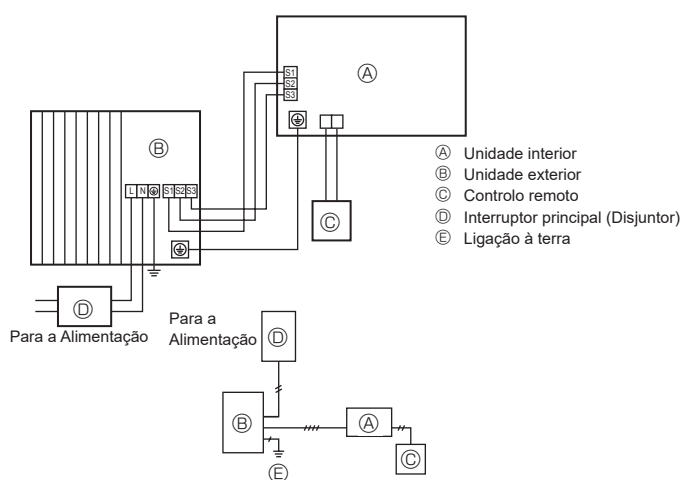 S1
S2
S3
Ⓐ
Ⓑ
L N S1 S2 S3
Ⓒ
Ⓓ
Para a Alimentação
Ⓐ Unidade interior
Ⓑ Unidade exterior
Ⓒ Controlo remoto
Ⓓ Interruptor principal (Disjuntor)
Ⓔ Ligação à terra
Para a
Alimentação
Ⓓ
Ⓑ
Ⓐ
Ⓒ
Ⓔ